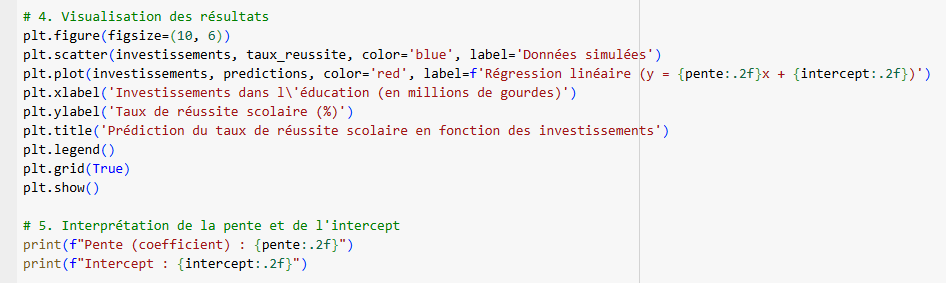 # 4. Visualisation des résultats
plt.figure(figsize=(10, 6))
plt.scatter(investissements, taux_reussite, color='blue', label='Données simulées')
plt.plot(investissements, predictions, color='red', label=f'Régression linéaire (y = {pente:.2f}x + {intercept:.2f})')
plt.xlabel('Investissements dans l\'éducation (en millions de gourdes)')
plt.ylabel('Taux de réussite scolaire (%)')
plt.title('Prédiction du taux de réussite scolaire en fonction des investissements')
plt.legend()
plt.grid(True)
plt.show()
# 5. Interprétation de la pente et de l'intercept
print(f"Pente (coefficient) : {pente:.2f}")
print(f"Intercept : {intercept:.2f}")